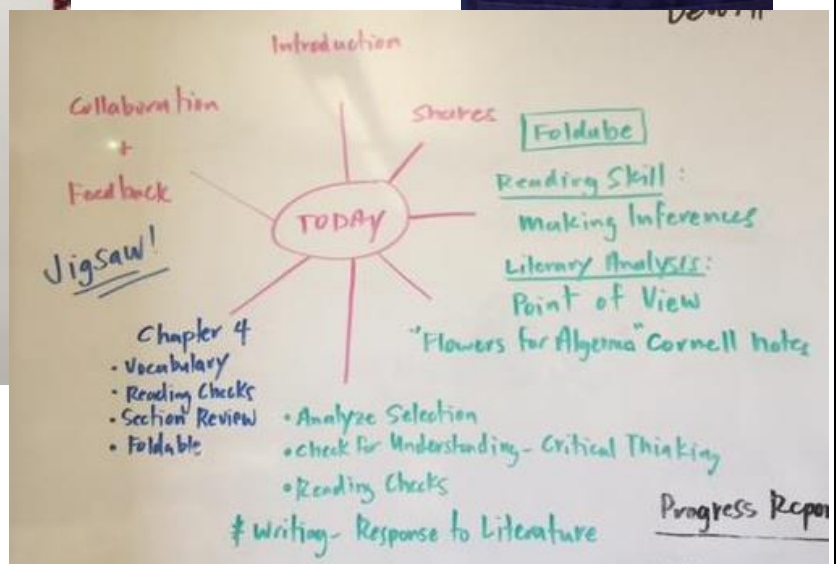 Introduction
Collaboration
+
Feedback
Jigsaw!
Shares
Foldube
Reading Skill:
Making Inferences
Literary Analysis:
Point of View
"Flowers for Algerna" Cornell notes
TODAY
Chapter 4
• Vocabulary
• Reading Checks
• Section Review
• Foldable
• Analyze Selection
• Check for Understanding - Critical Thinking
• Reading Checks
* Writing - Response to Literature
Progress Repor